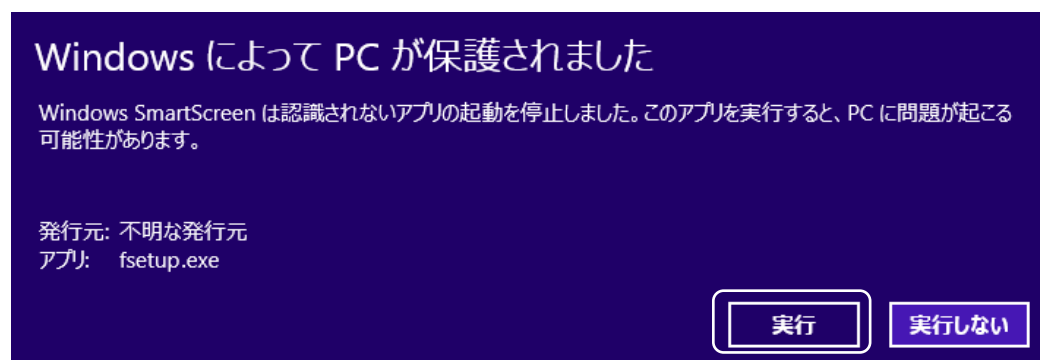 Windows によって PC が保護されました
Windows SmartScreen は認識されないアプリの起動を停止しました。このアプリを実行すると、PC に問題が起こる
可能性があります。
発行元: 不明な発行元
アプリ: fsetup.exe
実行
実行しない